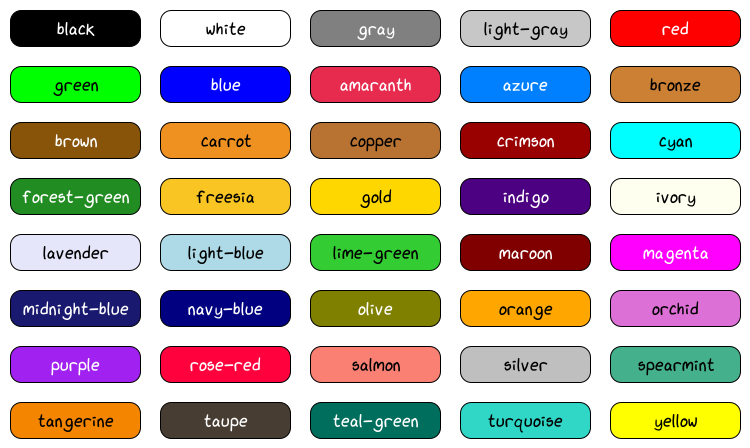 black white gray light-gray red
green blue amaranth azure bronze
brown carrot copper crimson cyan
forest-green freesia gold indigo ivory
lavender light-blue lime-green maroon magenta
midnight-blue navy-blue olive orange orchid
purple rose-red salmon silver spearmint
tangerine taupe teal-green turquoise yellow